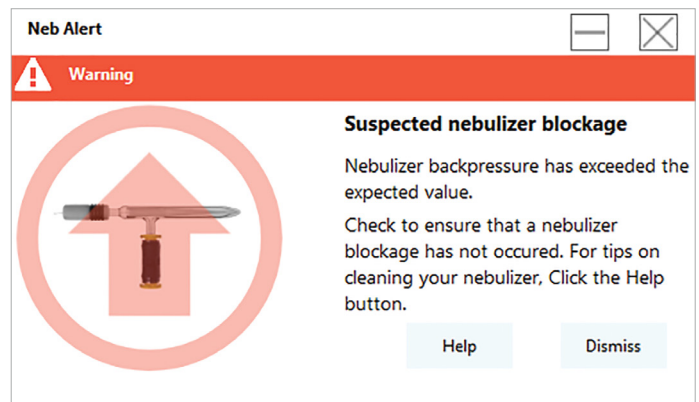 Neb Alert
Warning
Suspected nebulizer blockage
Nebulizer backpressure has exceeded the
expected value.
Check to ensure that a nebulizer
blockage has not occured. For tips on
cleaning your nebulizer, Click the Help
button.
Help
Dismiss